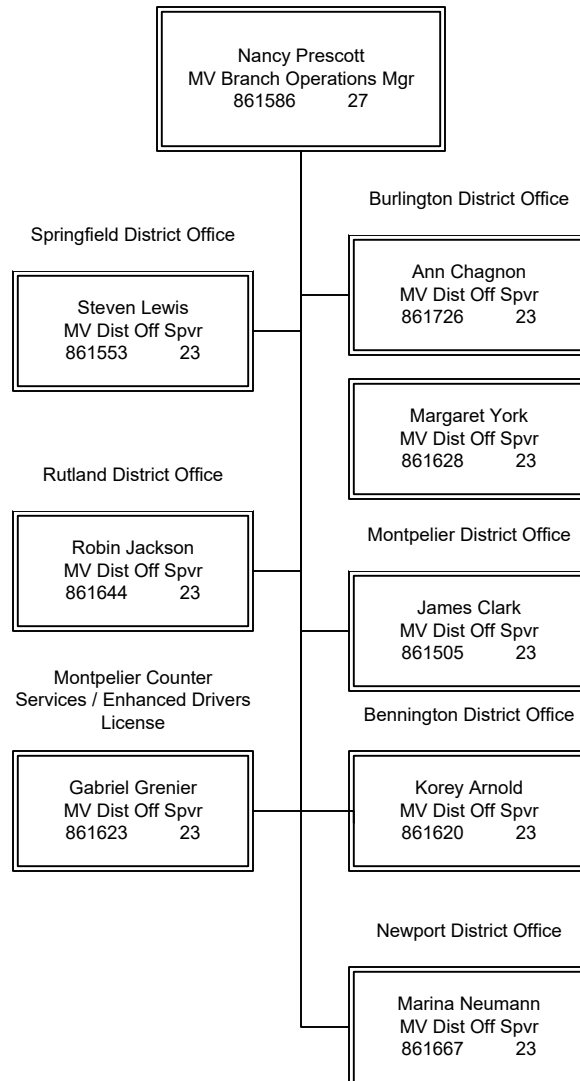 Nancy Prescott
MV Branch Operations Mgr
861586 27
Springfield District Office
Steven Lewis
MV Dist Off Spvr
861553 23
Rutland District Office
Robin Jackson
MV Dist Off Spvr
861644 23
Montpelier Counter
Services / Enhanced Drivers
License
Gabriel Grenier
MV Dist Off Spvr
861623 23
Burlington District Office
Ann Chagnon
MV Dist Off Spvr
861726 23
Margaret York
MV Dist Off Spvr
861628 23
Montpelier District Office
James Clark
MV Dist Off Spvr
861505 23
Bennington District Office
Korey Arnold
MV Dist Off Spvr
861620 23
Newport District Office
Marina Neumann
MV Dist Off Spvr
861667 23